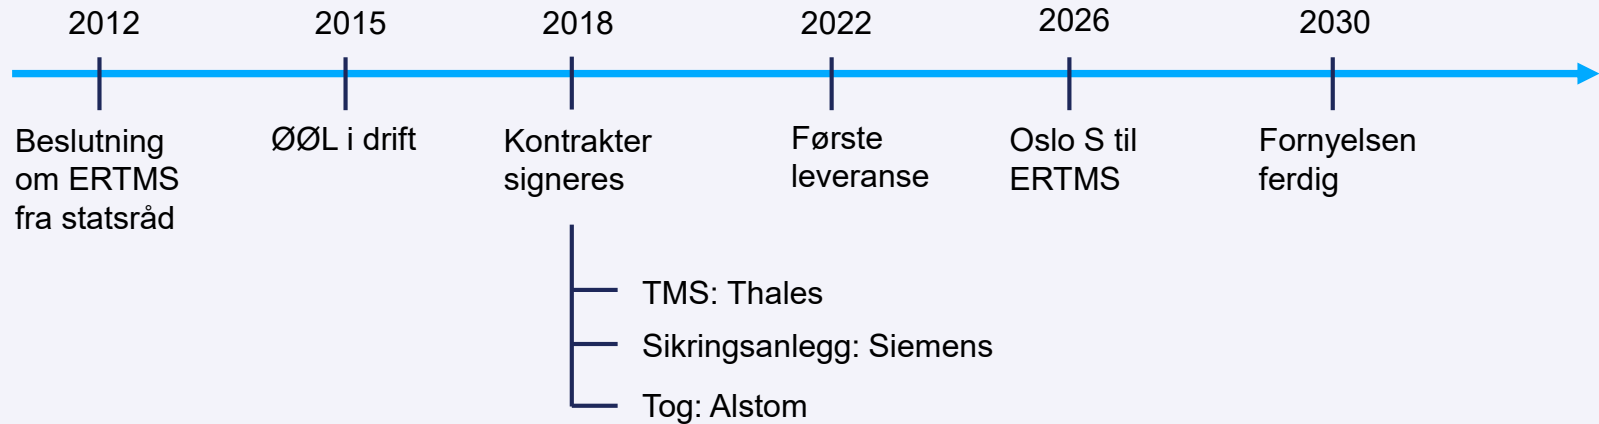 2012
2015
2018
2022
2026
2030
Beslutning
om ERTMS
fra statsråd
ØØL i drift
Kontrakter
signeres
Første
leveranse
Oslo S til
ERTMS
Fornyelsen
ferdig
TMS: Thales
Sikringsanlegg: Siemens
Tog: Alstom